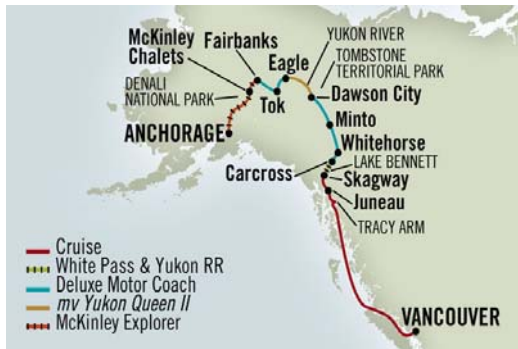 McKinley
Chalets
Fairbanks
Eagle
YUKON RIVER
TOMBSTONE
TERRITORIAL PARK
DENALI
NATIONAL PARK
Tok
Dawson City
ANCHORAGE
Minto
Whitehorse
LAKE BENNETT
Carcross
Skagway
Juneau
TRACY ARM
Cruise
White Pass & Yukon RR
Deluxe Motor Coach
mv Yukon Queen II
McKinley Explorer
VANCOUVER